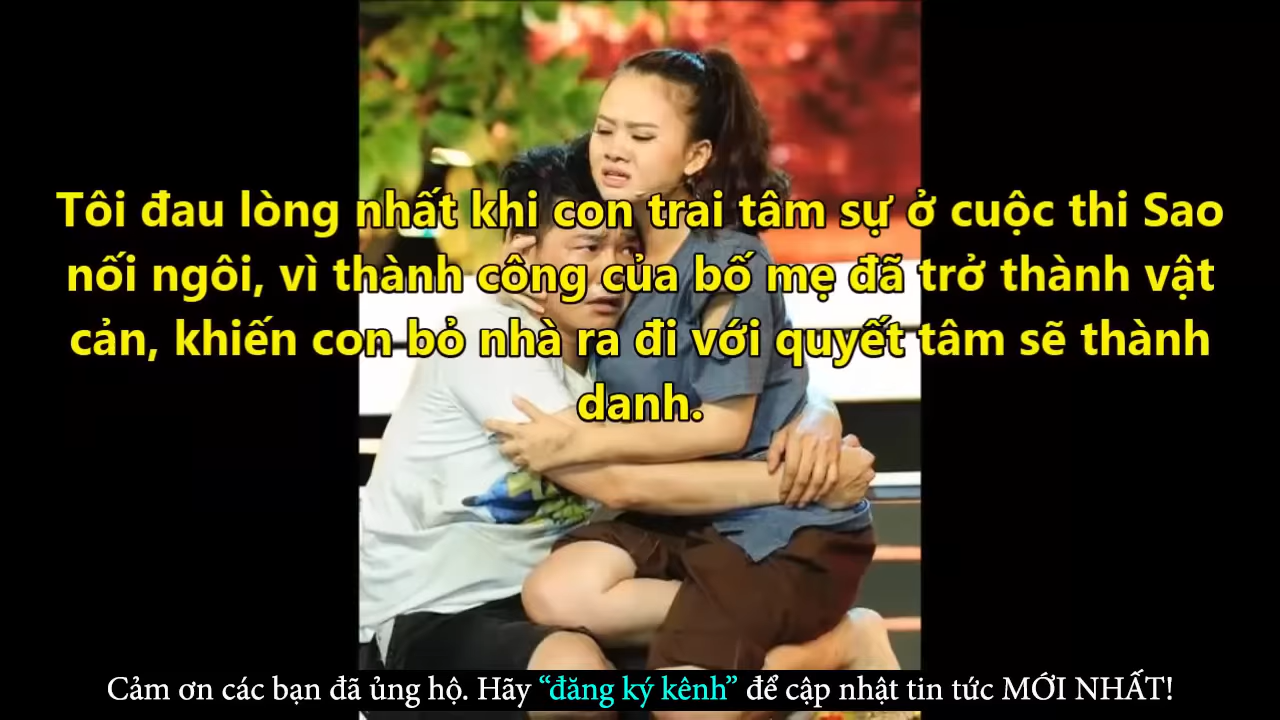 Tôi đau lòng nhất khi con trai tâm sự ở cuộc thi Sao
nối ngôi, vì thành công của bố mẹ đã trở thành vật
cản, khiến con bỏ nhà ra đi với quyết tâm sẽ thành
danh.
Cảm ơn các bạn đã ủng hộ. Hãy “đăng ký kênh” để cập nhật tin tức MỚI NHẤT!